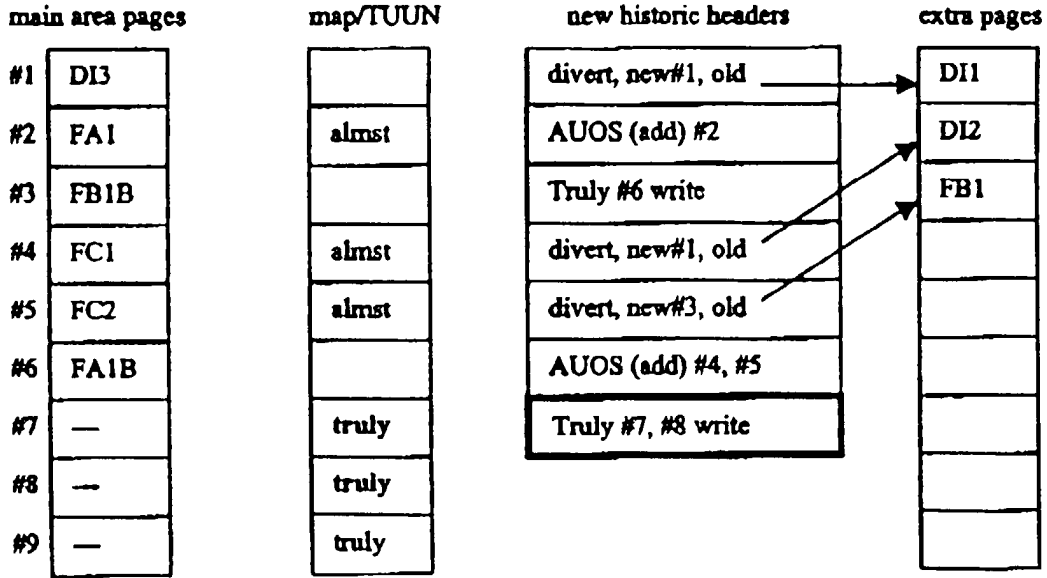 main area pages map/TUUN new historic headers extra pages
#1 DI3 divert, new#1, old DI1
#2 FA1 almst AUOS (add) #2 DI2
#3 FB1B Truly #6 write FB1
#4 FC1 almst divert, new#1, old
#5 FC2 almst divert, new#3, old
#6 FA1B AUOS (add) #4, #5
#7 — truly Truly #7, #8 write
#8 — truly
#9 — truly